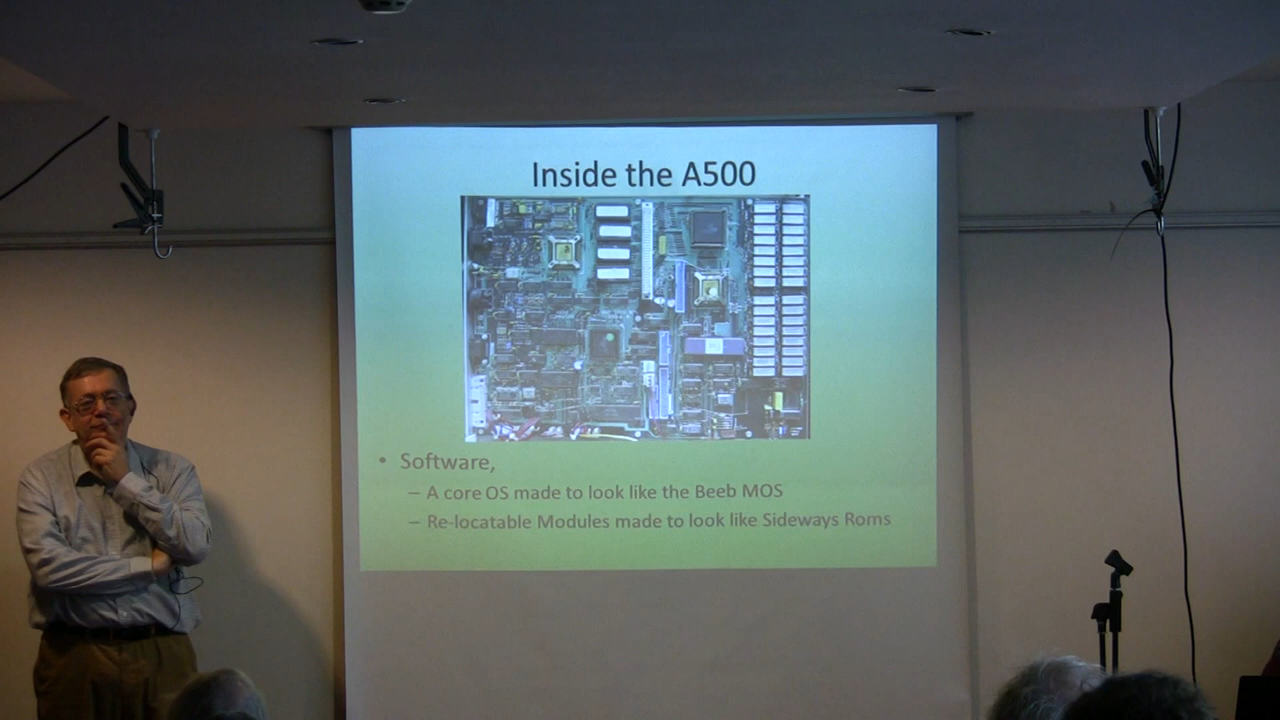 Inside the A500
• Software,
– A core OS made to look like the Beeb MOS
– Re-locatable Modules made to look like Sideways Roms